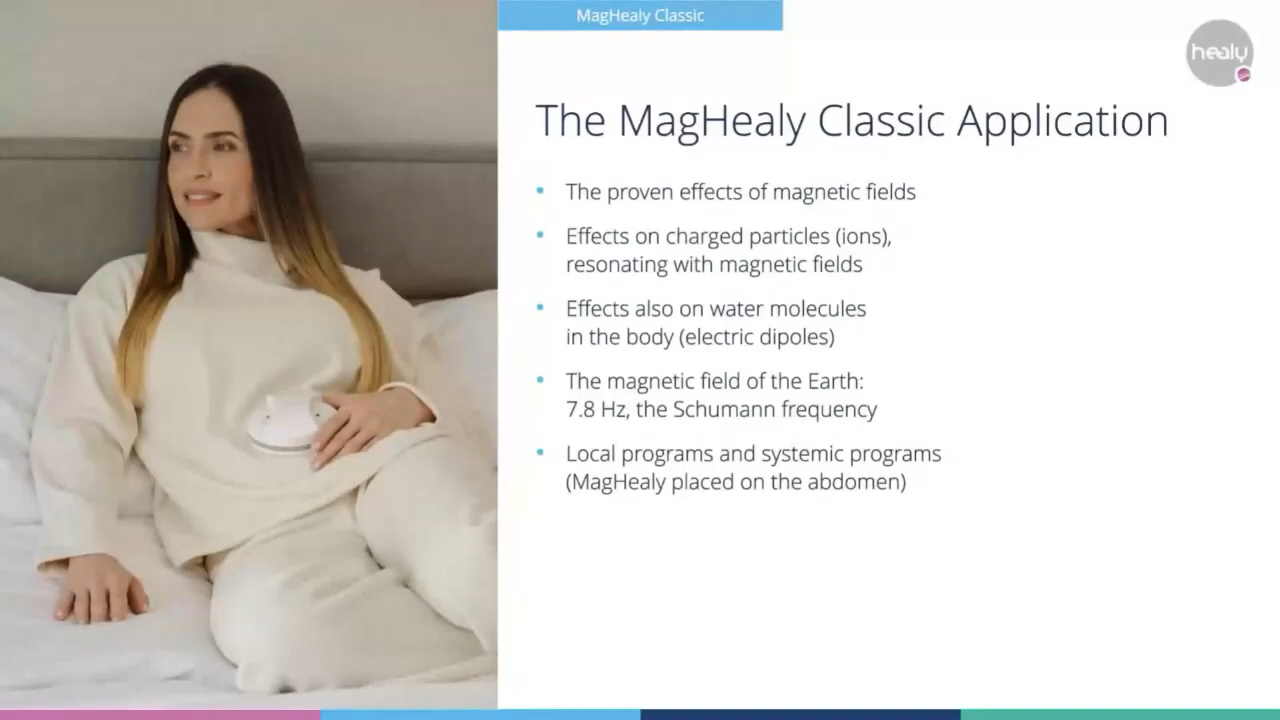 MagHealy Classic
healy
The MagHealy Classic Application
• The proven effects of magnetic fields
• Effects on charged particles (ions),
resonating with magnetic fields
• Effects also on water molecules
in the body (electric dipoles)
• The magnetic field of the Earth:
7.8 Hz, the Schumann frequency
• Local programs and systemic programs
(MagHealy placed on the abdomen)